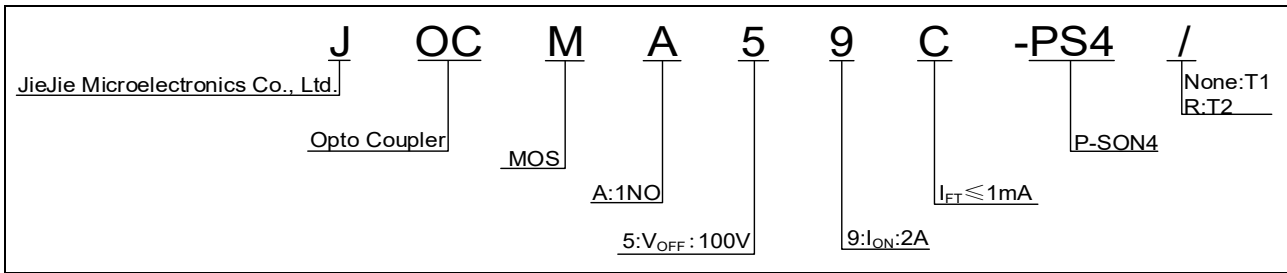 J OC M A 5 9 C -PS4 /
JieJie Microelectronics Co., Ltd.
None:T1
R:T2
Opto Coupler
P-SON4
MOS
A:1NO
IFT≤1mA
5:VOFF:100V
9:ION:2A